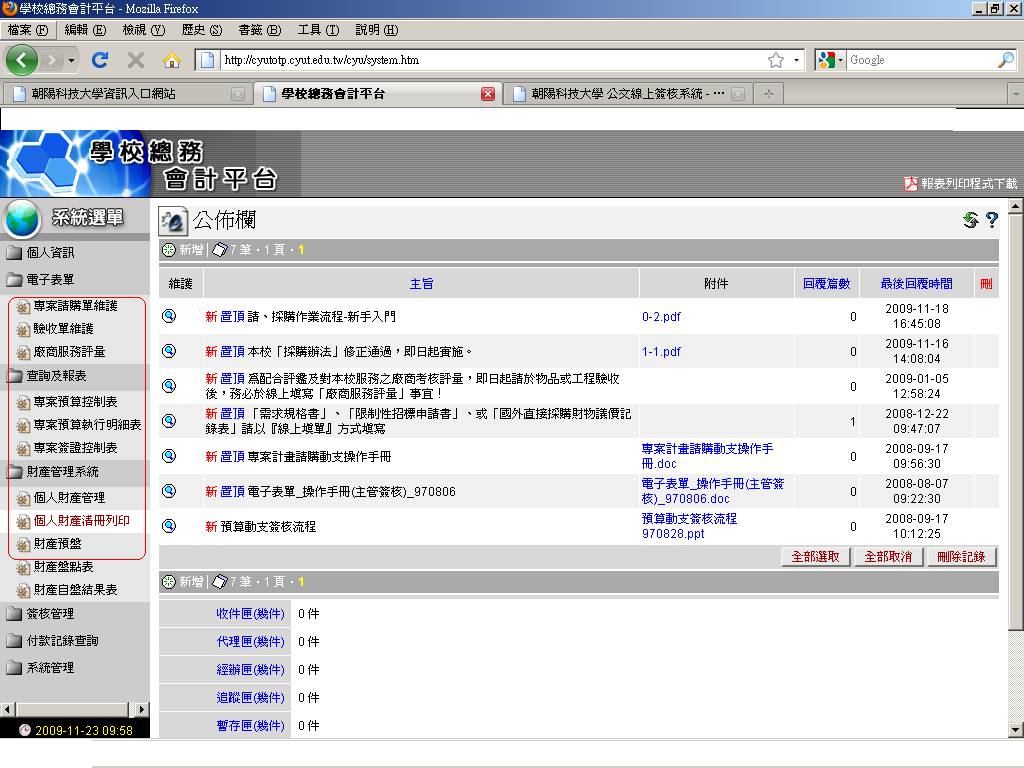 學校總務會計平台 - Mozilla Firefox
檔案(F) 編輯(E) 檢視(V) 歷史(S) 書籤(B) 工具(T) 說明(H)
http://cyutotp.cyut.edu.tw/cyu/system.htm
Google
朝陽科技大學資訊入口網站
學校總務會計平台
朝陽科技大學 公文線上簽核系統 - ...
學校總務
會計平台
報表列印程式下載
系統選單
個人資訊
電子表單
專案請購單維護
驗收單維護
廠商服務評量
查詢及報表
專案預算控制表
專案預算執行明細表
專案簽證控制表
財產管理系統
個人財產管理
個人財產清冊列印
財產預盤
財產盤點表
財產自盤結果表
簽核管理
付款記錄查詢
系統管理
2009-11-23 09:58
公佈欄
新增 | 7 筆‧1 頁‧1
維護 主旨 附件 回覆篇數 最後回覆時間 刪
新 置頂 請、採購作業流程-新手入門 0-2.pdf 0 2009-11-18
16:45:08
新 置頂 本校「採購辦法」修正通過，即日起實施。 1-1.pdf 0 2009-11-16
14:08:04
新 置頂 為配合評鑑及對本校服務之廠商考核評量，即日起請於物品或工程驗收
後，務必於線上填寫「廠商服務評量」事宜！ 0 2009-01-05
12:58:24
新 置頂 「需求規格書」、「限制性招標申請書」、或「國外直接採購財物議價記
錄表」請以『線上填單』方式填寫 1 2008-12-22
09:47:07
新 置頂 專案計畫請購動支操作手冊 專案計畫請購動支操作手
冊.doc 0 2008-09-17
09:56:30
新 置頂 電子表單_操作手冊(主管簽核)_970806 電子表單_操作手冊(主管簽
核)_970806.doc 0 2008-08-07
09:22:30
新 預算動支簽核流程 預算動支簽核流程
970828.ppt 0 2008-09-17
10:12:25
全部選取 全部取消 刪除記錄
新增 | 7 筆‧1 頁‧1
收件匣(幾件) 0 件
代理匣(幾件) 0 件
經辦匣(幾件) 0 件
追蹤匣(幾件) 0 件
暫存匣(幾件) 0 件